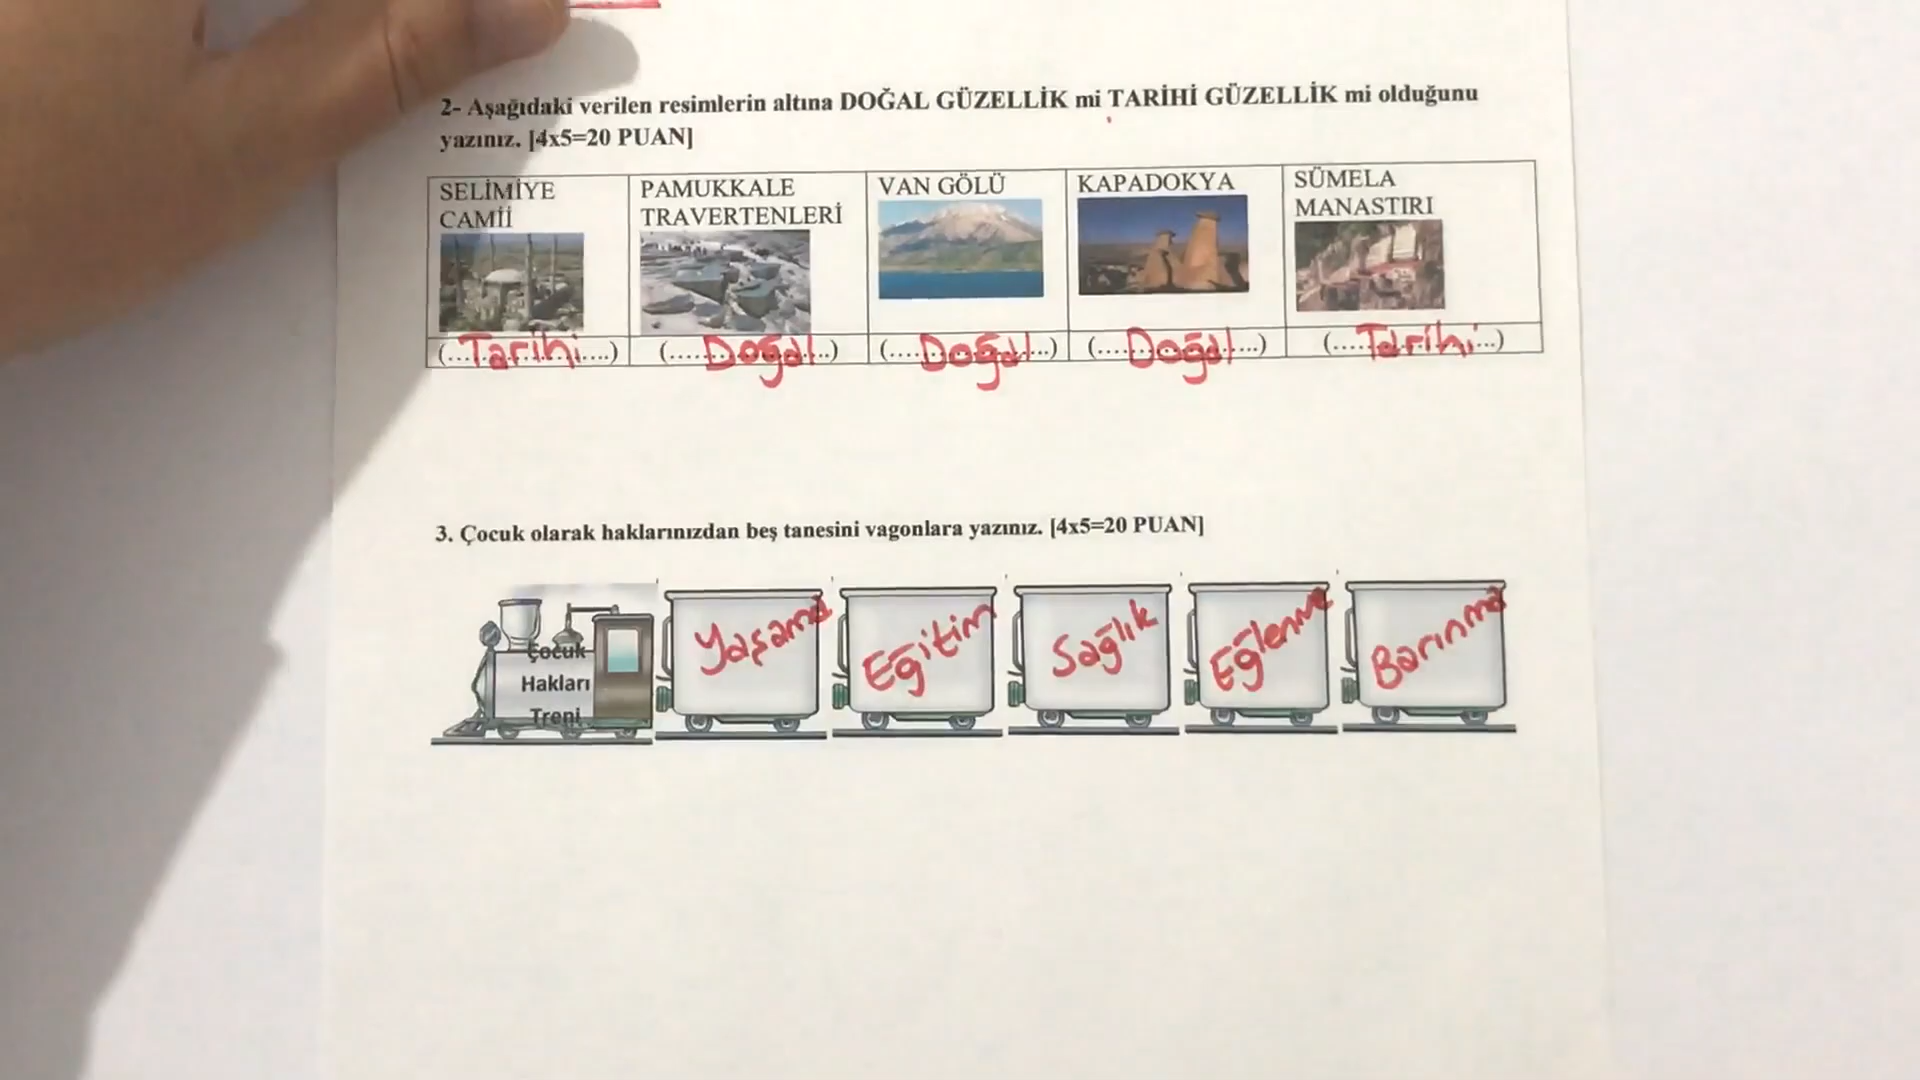 2- Aşağıdaki verilen resimlerin altına DOĞAL GÜZELLİK mi TARİHİ GÜZELLİK mi olduğunu
yazınız. [4x5=20 PUAN]
SELİMİYE
CAMİİ
PAMUKKALE
TRAVERTENLERİ
VAN GÖLÜ
KAPADOKYA
SÜMELA
MANASTIRI
(...Tarihi...)
(...Doğal...)
(...Doğal...)
(...Doğal...)
(...Tarihi...)
3. Çocuk olarak haklarınızdan beş tanesini vagonlara yazınız. [4x5=20 PUAN]
Çocuk
Hakları
Treni
Yaşama
Eğitim
Sağlık
Eğlenme
Barınma